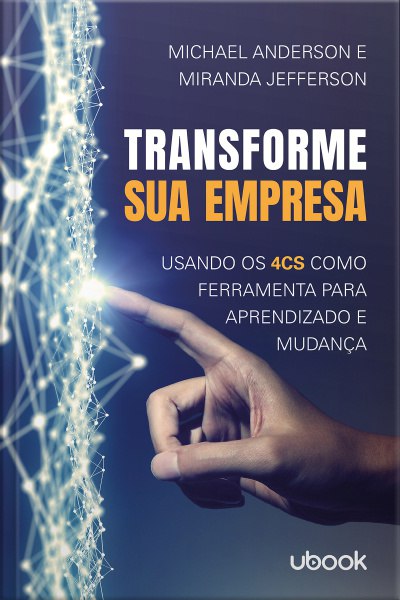 MICHAEL ANDERSON E
MIRANDA JEFFERSON
TRANSFORME
SUA EMPRESA
USANDO OS 4CS COMO
FERRAMENTA PARA
APRENDIZADO E
MUDANÇA
ubook